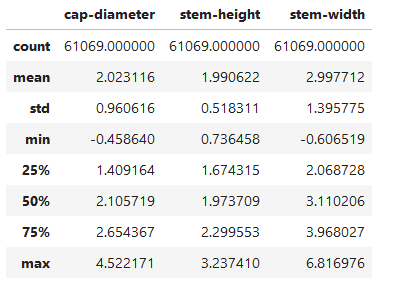 cap-diameter stem-height stem-width
count 61069.000000 61069.000000 61069.000000
mean 2.023116 1.990622 2.997712
std 0.960616 0.518311 1.395775
min -0.458640 0.736458 -0.606519
25% 1.409164 1.674315 2.068728
50% 2.105719 1.973709 3.110206
75% 2.654367 2.299553 3.968027
max 4.522171 3.237410 6.816976